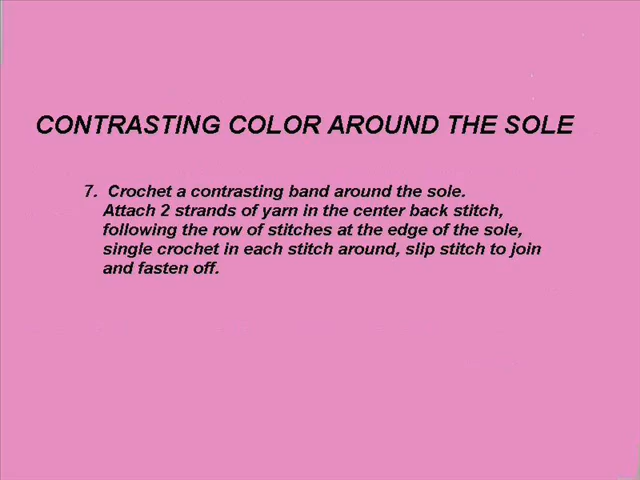 CONTRASTING COLOR AROUND THE SOLE
7. Crochet a contrasting band around the sole.
Attach 2 strands of yarn in the center back stitch,
following the row of stitches at the edge of the sole,
single crochet in each stitch around, slip stitch to join
and fasten off.